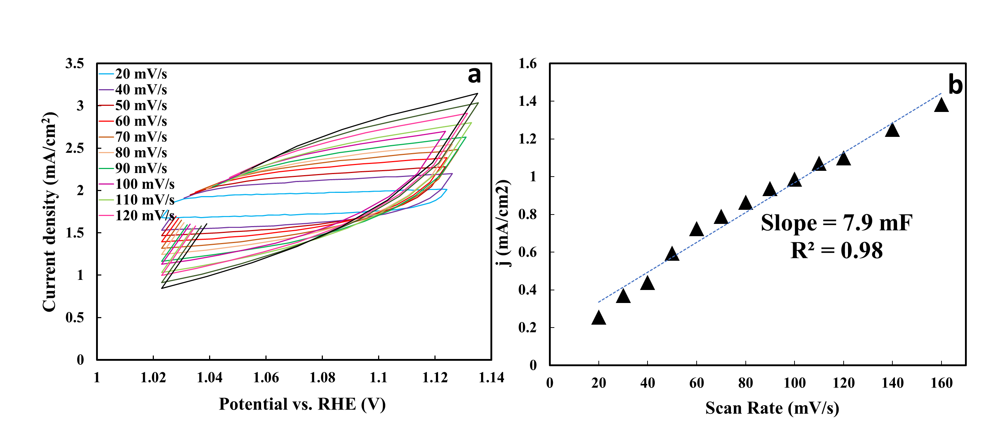 a
3.5
3
2.5
2
1.5
1
0.5
0
Current density (mA/cm²)
20 mV/s
40 mV/s
50 mV/s
60 mV/s
70 mV/s
80 mV/s
90 mV/s
100 mV/s
110 mV/s
120 mV/s
1 1.02 1.04 1.06 1.08 1.1 1.12 1.14
Potential vs. RHE (V)
b
1.6
1.4
1.2
1
0.8
0.6
0.4
0.2
0
j (mA/cm2)
Slope = 7.9 mF
R² = 0.98
0 20 40 60 80 100 120 140 160
Scan Rate (mV/s)